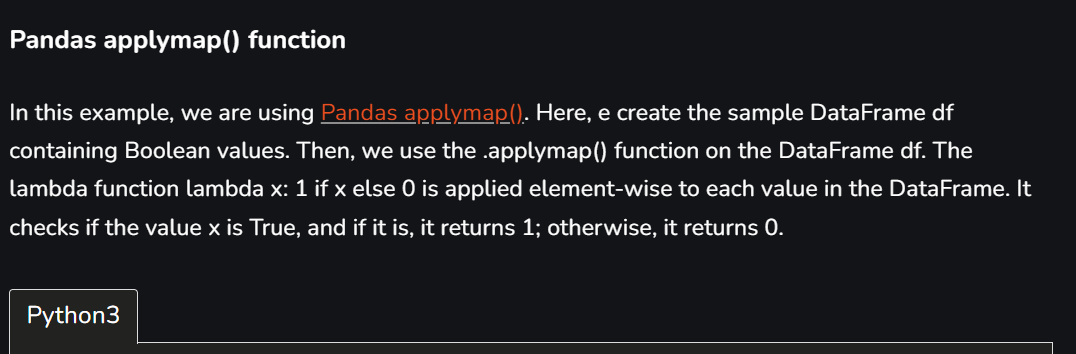 Pandas applymap() function
In this example, we are using Pandas applymap(). Here, e create the sample DataFrame df
containing Boolean values. Then, we use the .applymap() function on the DataFrame df. The
lambda function lambda x: 1 if x else 0 is applied element-wise to each value in the DataFrame. It
checks if the value x is True, and if it is, it returns 1; otherwise, it returns 0.
Python3